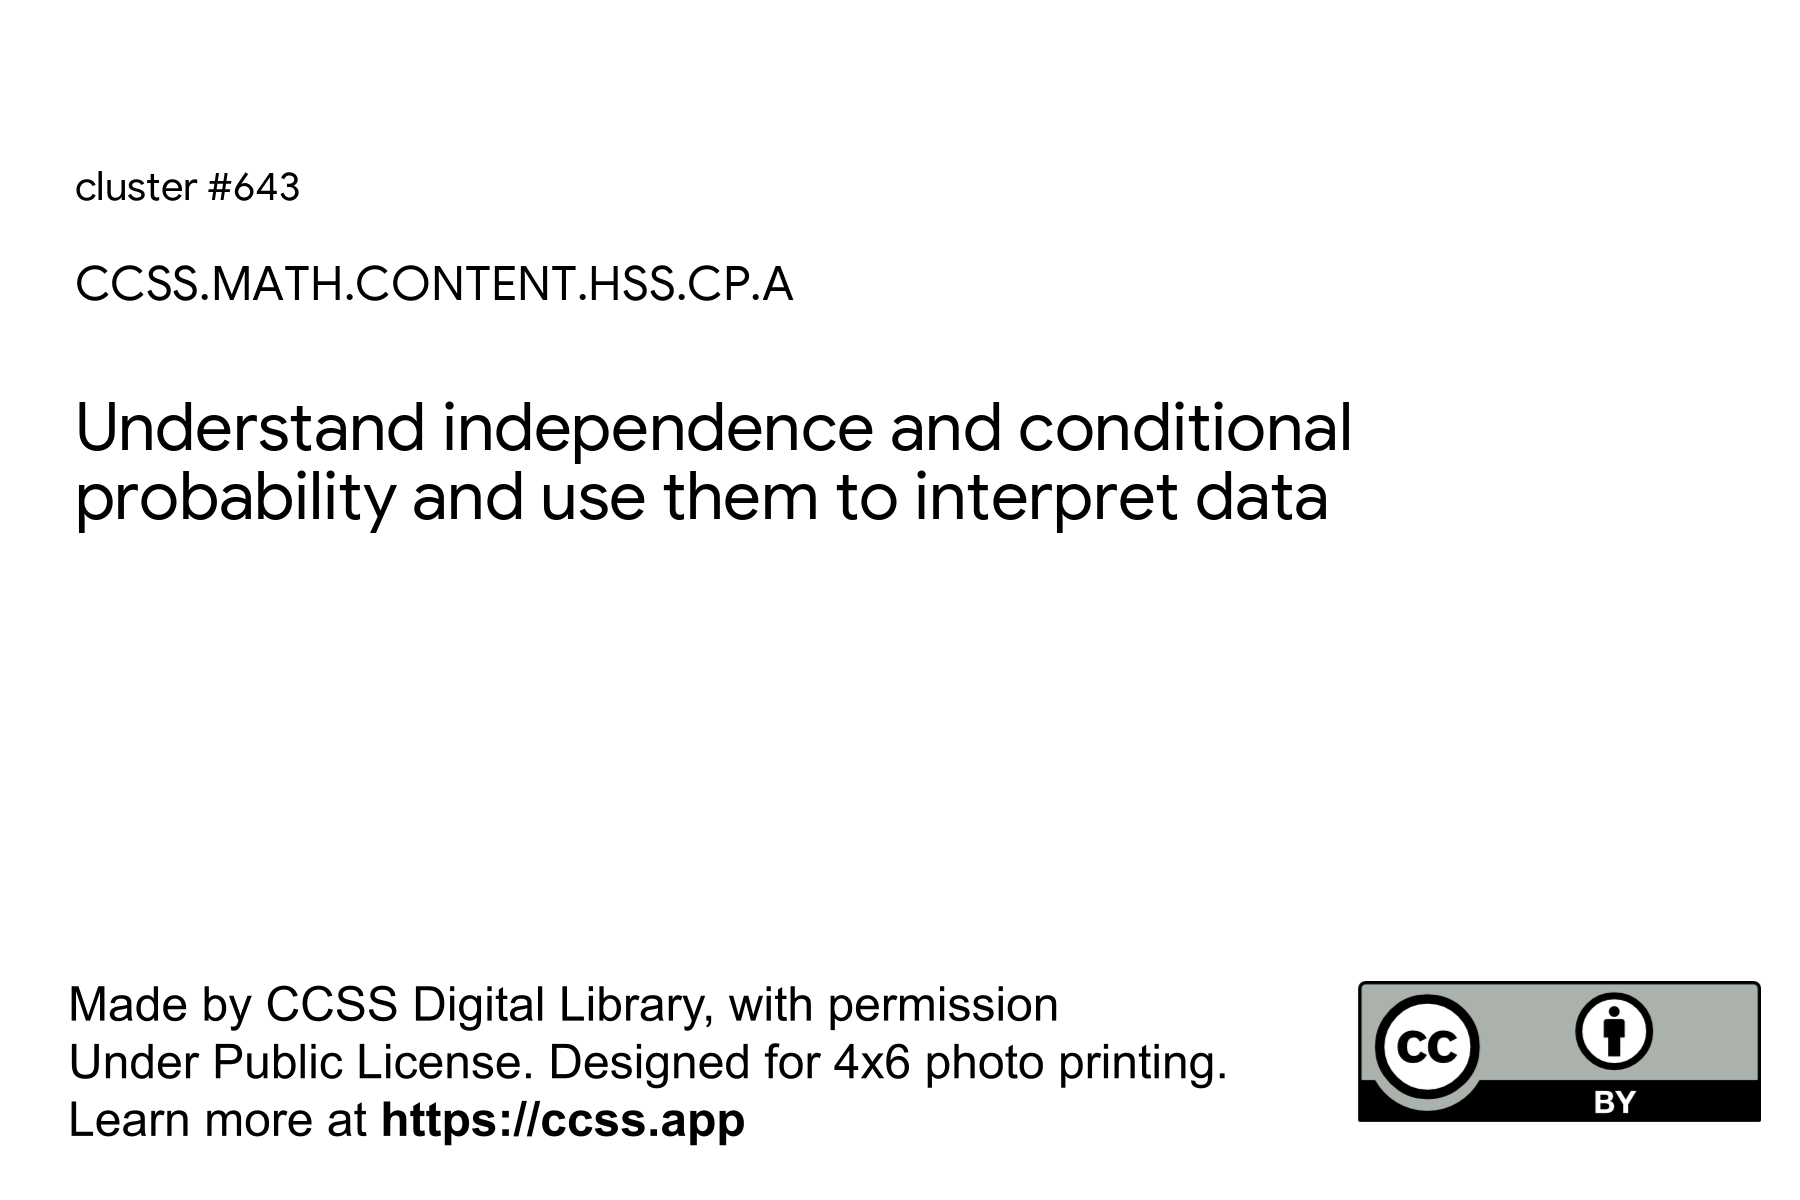 cluster #643
CCSS.MATH.CONTENT.HSS.CP.A
Understand independence and conditional
probability and use them to interpret data
Made by CCSS Digital Library, with permission
Under Public License. Designed for 4x6 photo printing.
Learn more at https://ccss.app
cc
BY